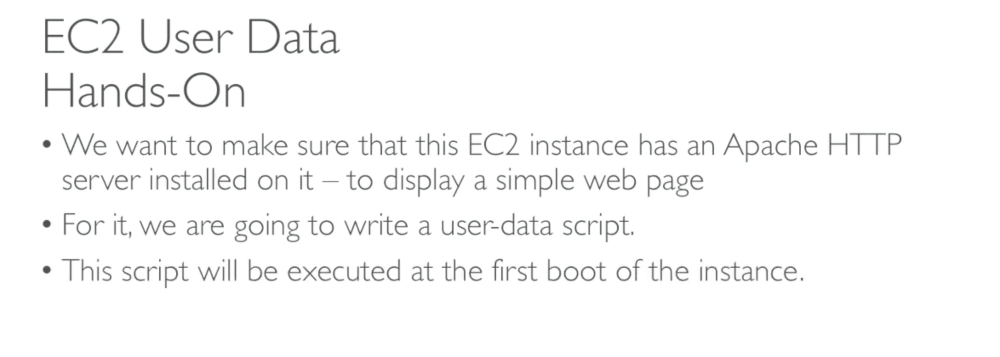 EC2 User Data
Hands-On
• We want to make sure that this EC2 instance has an Apache HTTP
server installed on it – to display a simple web page
• For it, we are going to write a user-data script.
• This script will be executed at the first boot of the instance.